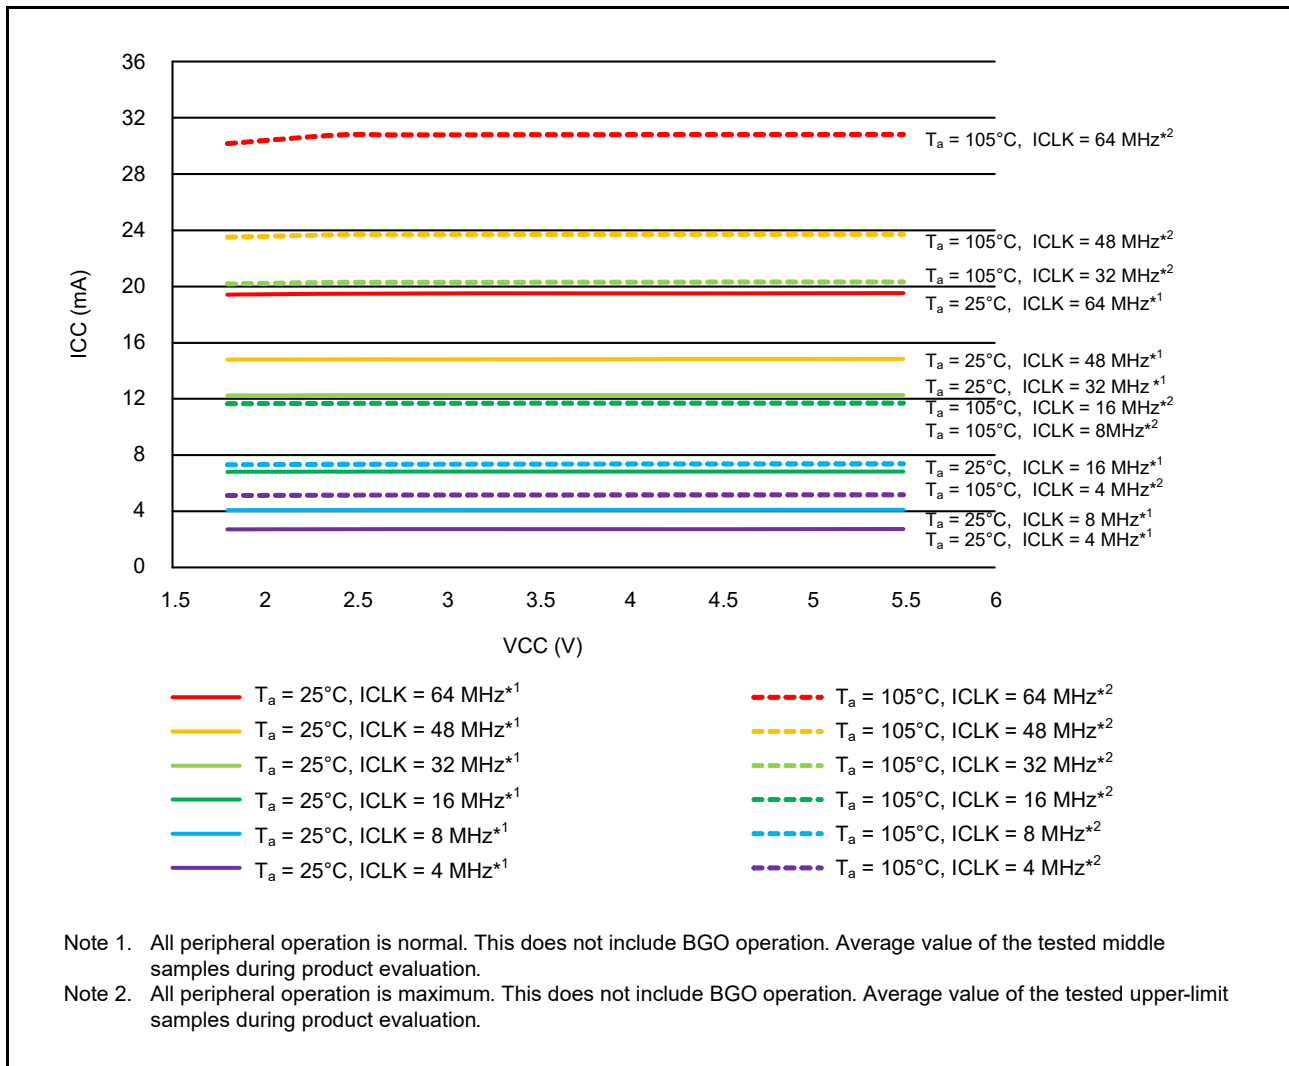 36
32
28
24
20
16
12
8
4
0
ICC (mA)
1.5 2 2.5 3 3.5 4 4.5 5 5.5 6
VCC (V)
Ta = 105°C, ICLK = 64 MHz*2
Ta = 105°C, ICLK = 48 MHz*2
Ta = 105°C, ICLK = 32 MHz*2
Ta = 25°C, ICLK = 64 MHz*1
Ta = 25°C, ICLK = 48 MHz*1
Ta = 25°C, ICLK = 32 MHz *1
Ta = 105°C, ICLK = 16 MHz*2
Ta = 105°C, ICLK = 8MHz*2
Ta = 25°C, ICLK = 16 MHz*1
Ta = 105°C, ICLK = 4 MHz*2
Ta = 25°C, ICLK = 8 MHz*1
Ta = 25°C, ICLK = 4 MHz*1
Ta = 25°C, ICLK = 64 MHz*1
Ta = 25°C, ICLK = 48 MHz*1
Ta = 25°C, ICLK = 32 MHz*1
Ta = 25°C, ICLK = 16 MHz*1
Ta = 25°C, ICLK = 8 MHz*1
Ta = 25°C, ICLK = 4 MHz*1
Ta = 105°C, ICLK = 64 MHz*2
Ta = 105°C, ICLK = 48 MHz*2
Ta = 105°C, ICLK = 32 MHz*2
Ta = 105°C, ICLK = 16 MHz*2
Ta = 105°C, ICLK = 8 MHz*2
Ta = 105°C, ICLK = 4 MHz*2
Note 1. All peripheral operation is normal. This does not include BGO operation. Average value of the tested middle
samples during product evaluation.
Note 2. All peripheral operation is maximum. This does not include BGO operation. Average value of the tested upper-limit
samples during product evaluation.